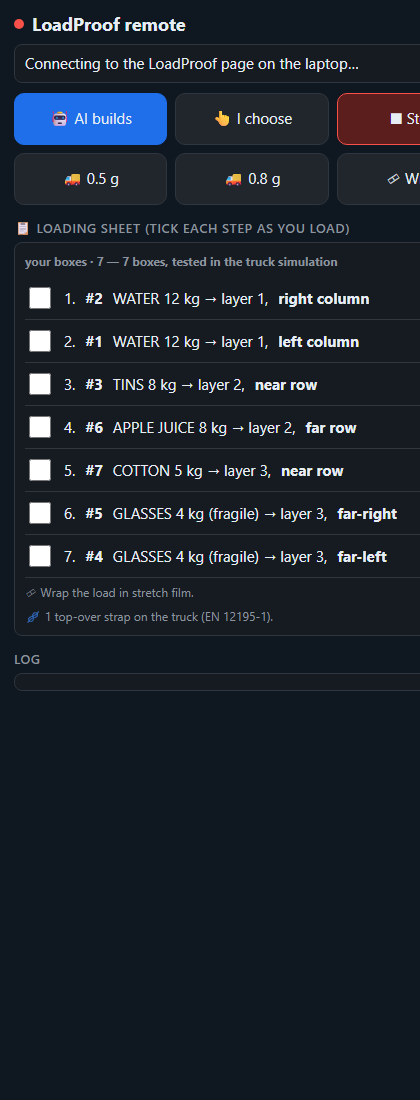 LoadProof remote
Connecting to the LoadProof page on the laptop...
AI builds
I choose
St
0.5 g
0.8 g
W
LOADING SHEET (TICK EACH STEP AS YOU LOAD)
your boxes · 7 — 7 boxes, tested in the truck simulation
1. #2 WATER 12 kg → layer 1, right column
2. #1 WATER 12 kg → layer 1, left column
3. #3 TINS 8 kg → layer 2, near row
4. #6 APPLE JUICE 8 kg → layer 2, far row
5. #7 COTTON 5 kg → layer 3, near row
6. #5 GLASSES 4 kg (fragile) → layer 3, far-right
7. #4 GLASSES 4 kg (fragile) → layer 3, far-left
Wrap the load in stretch film.
1 top-over strap on the truck (EN 12195-1).
LOG